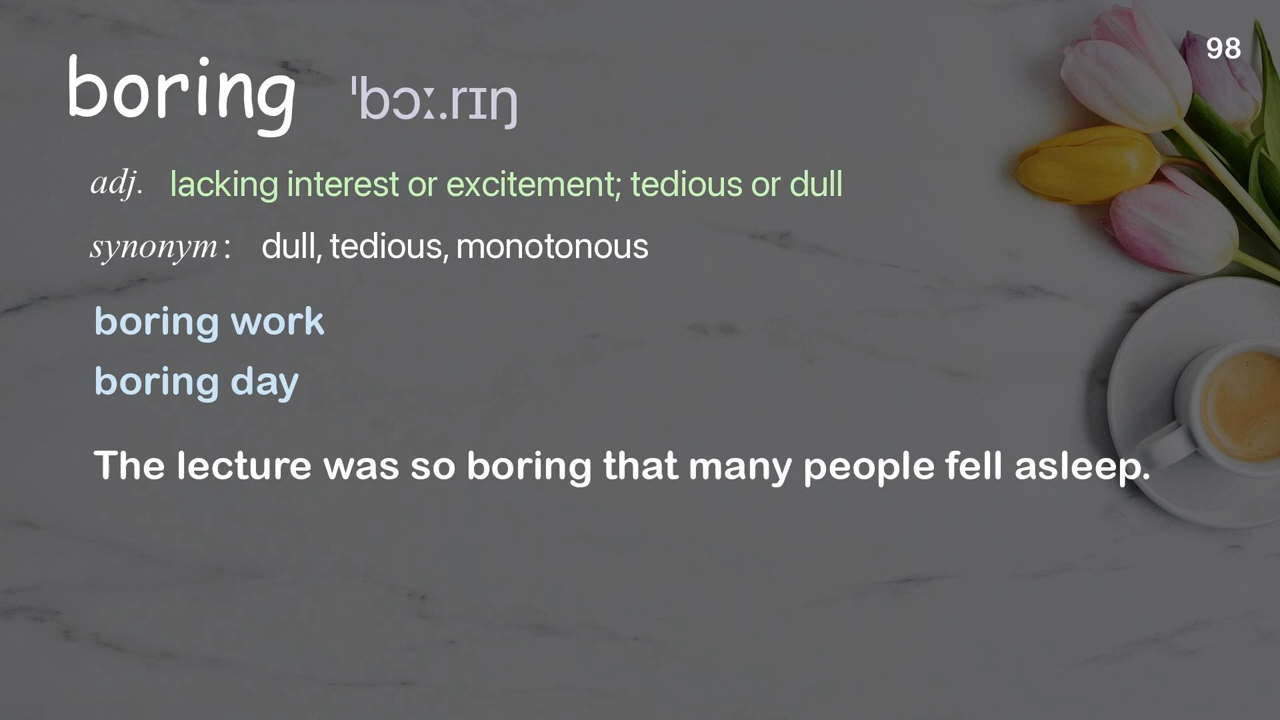 98
boring ˈbɔː.rɪŋ
adj. lacking interest or excitement; tedious or dull
synonym: dull, tedious, monotonous
boring work
boring day
The lecture was so boring that many people fell asleep.